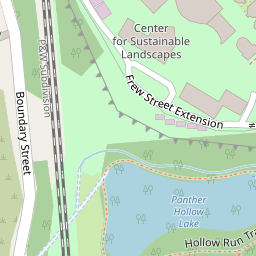 Center
for Sustainable
Landscapes
P&W Subdivision
Frew Street Extension
Boundary Street
Panther
Hollow
Lake
Hollow Run Tra